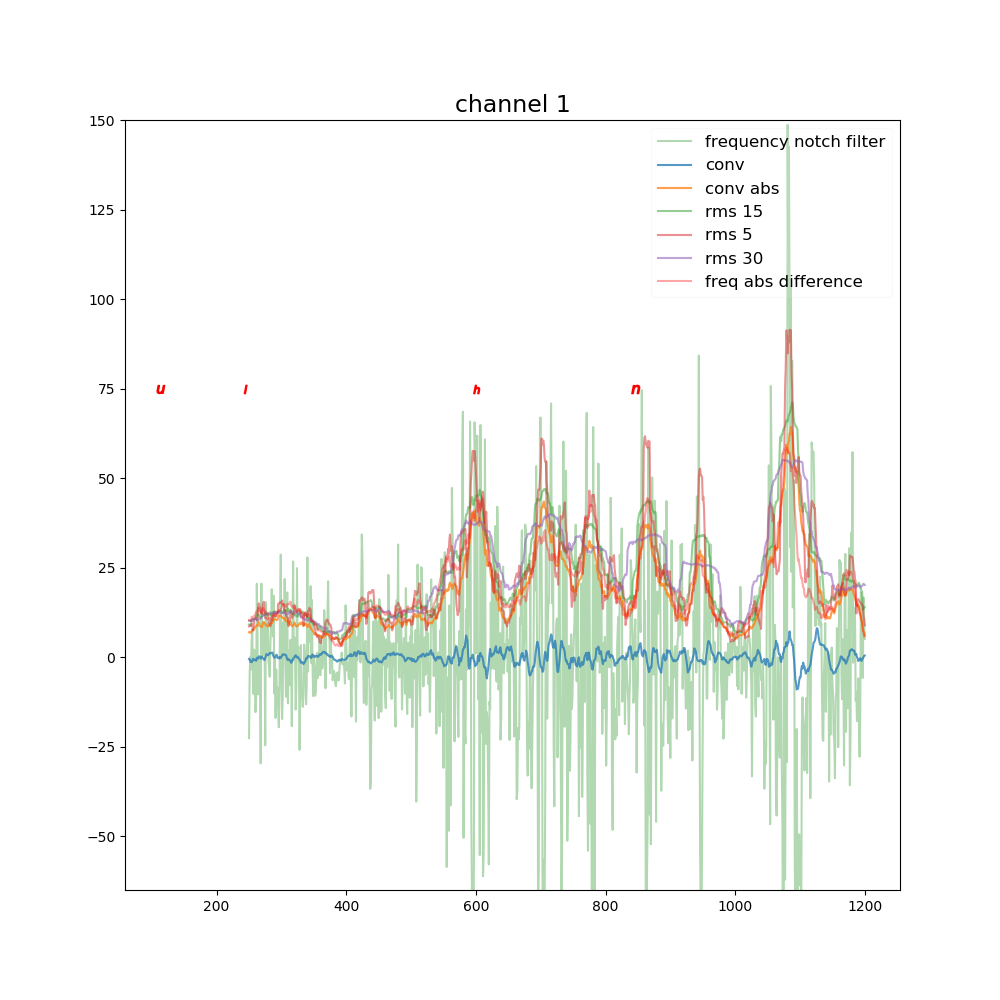 channel 1
150
125
100
75
50
25
0
−25
−50
frequency notch filter
conv
conv abs
rms 15
rms 5
rms 30
freq abs difference
u l h n
200 400 600 800 1000 1200